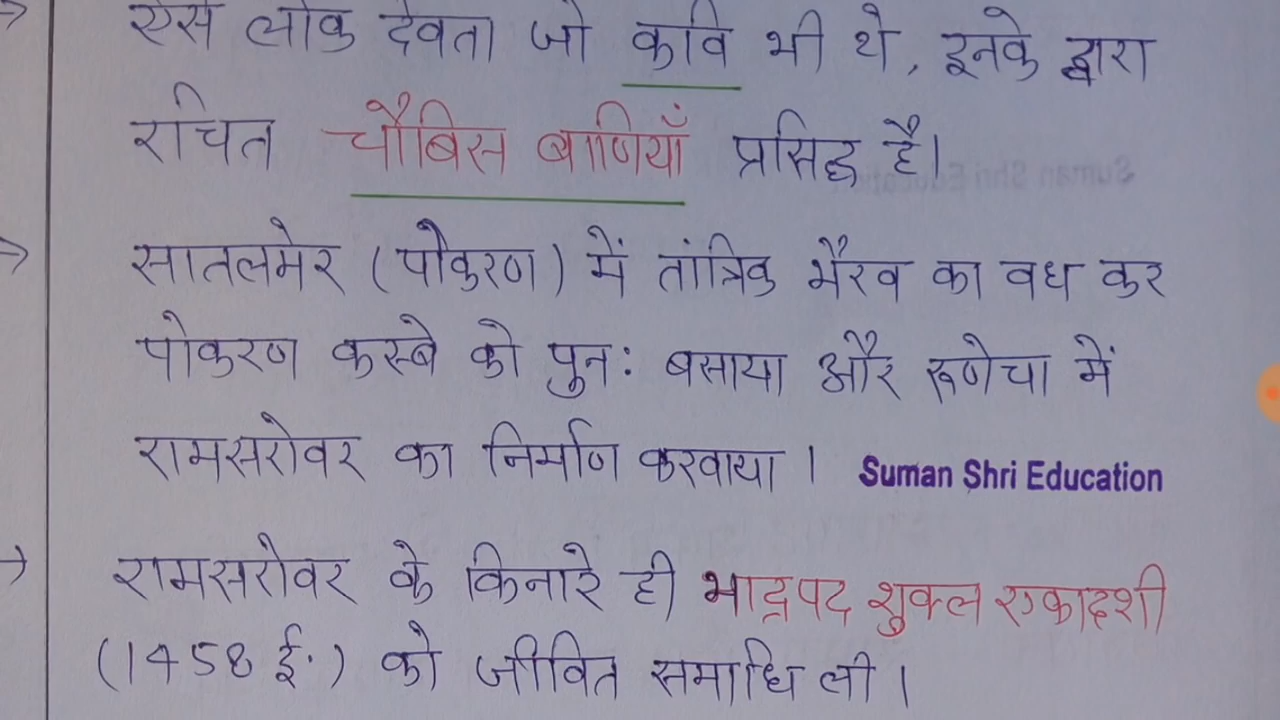 ऐसे लोक देवता जो कवि भी थे, इनके द्वारा
रचित चौबिस बाणियाँ प्रसिद्ध है।
सातलमेर (पोकरण) में तांत्रिक भैरव का वध कर
पोकरण कस्बे को पुनः बसाया और रूणेचा में
रामसरोवर का निर्माण करवाया।
Suman Shri Education
रामसरोवर के किनारे ही भाद्रपद शुक्ल एकादशी
(1458 ई.) को जीवित समाधि ली।